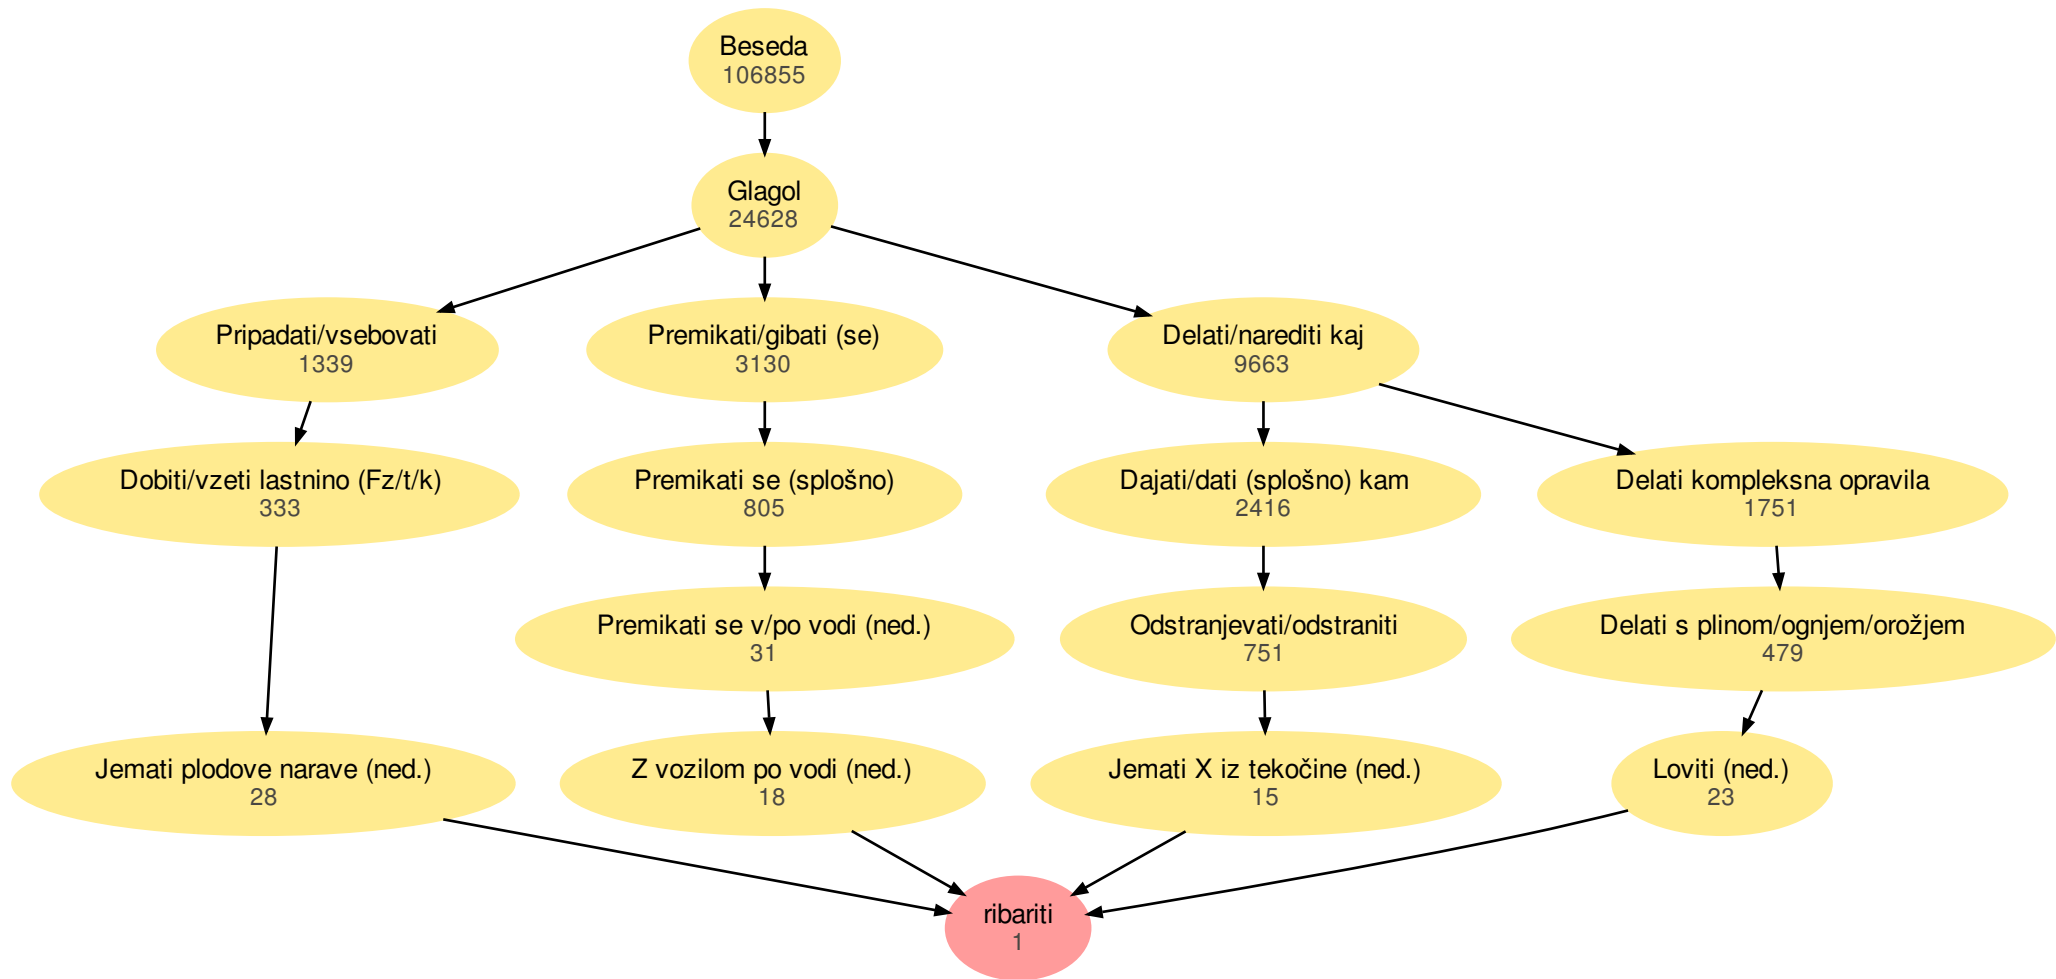 Beseda
106855
Glagol
24628
Pripadati/vsebovati
1339
Premikati/gibati (se)
3130
Delati/narediti kaj
9663
Dobiti/vzeti lastnino (Fz/t/k)
333
Premikati se (splošno)
805
Dajati/dati (splošno) kam
2416
Delati kompleksna opravila
1751
Premikati se v/po vodi (ned.)
31
Odstranjevati/odstraniti
751
Delati s plinom/ognjem/orožjem
479
Jemati plodove narave (ned.)
28
Z vozilom po vodi (ned.)
18
Jemati X iz tekočine (ned.)
15
Loviti (ned.)
23
ribariti
1